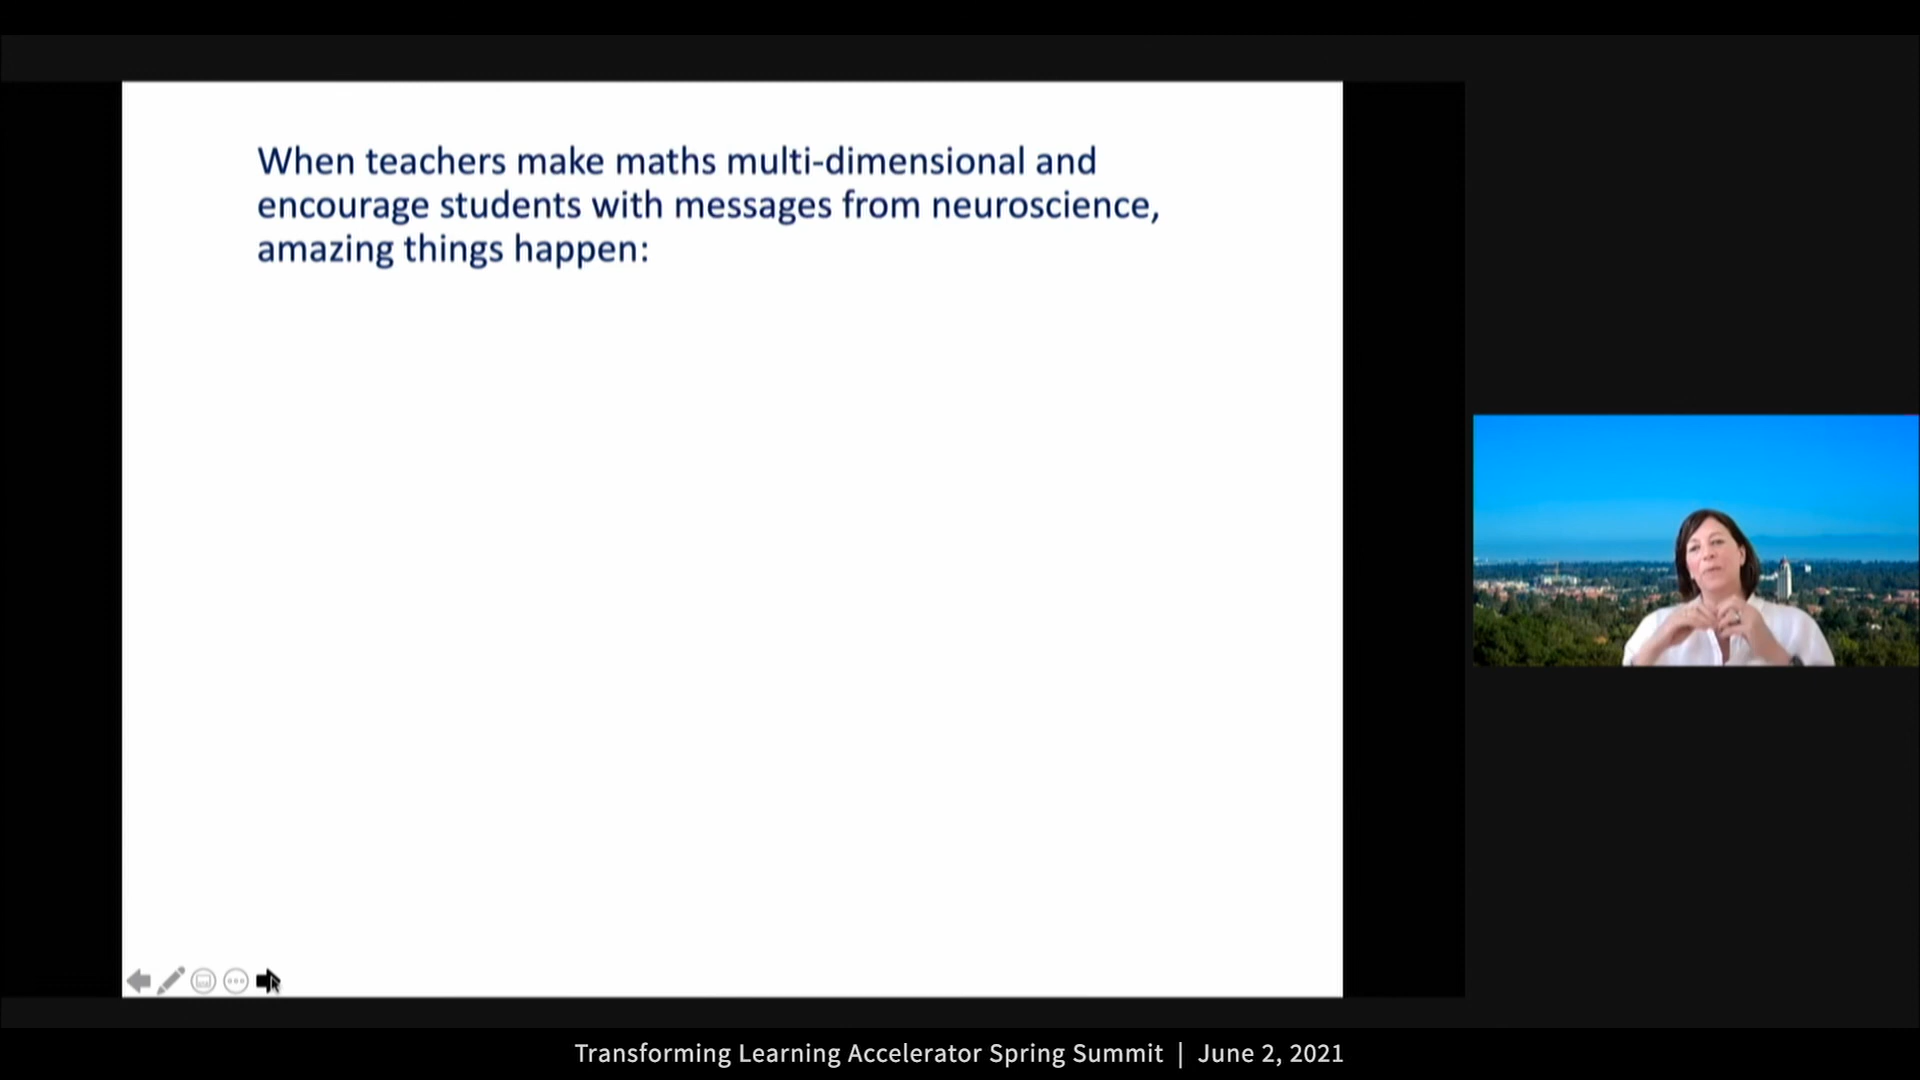 When teachers make maths multi-dimensional and
encourage students with messages from neuroscience,
amazing things happen:
Transforming Learning Accelerator Spring Summit | June 2, 2021